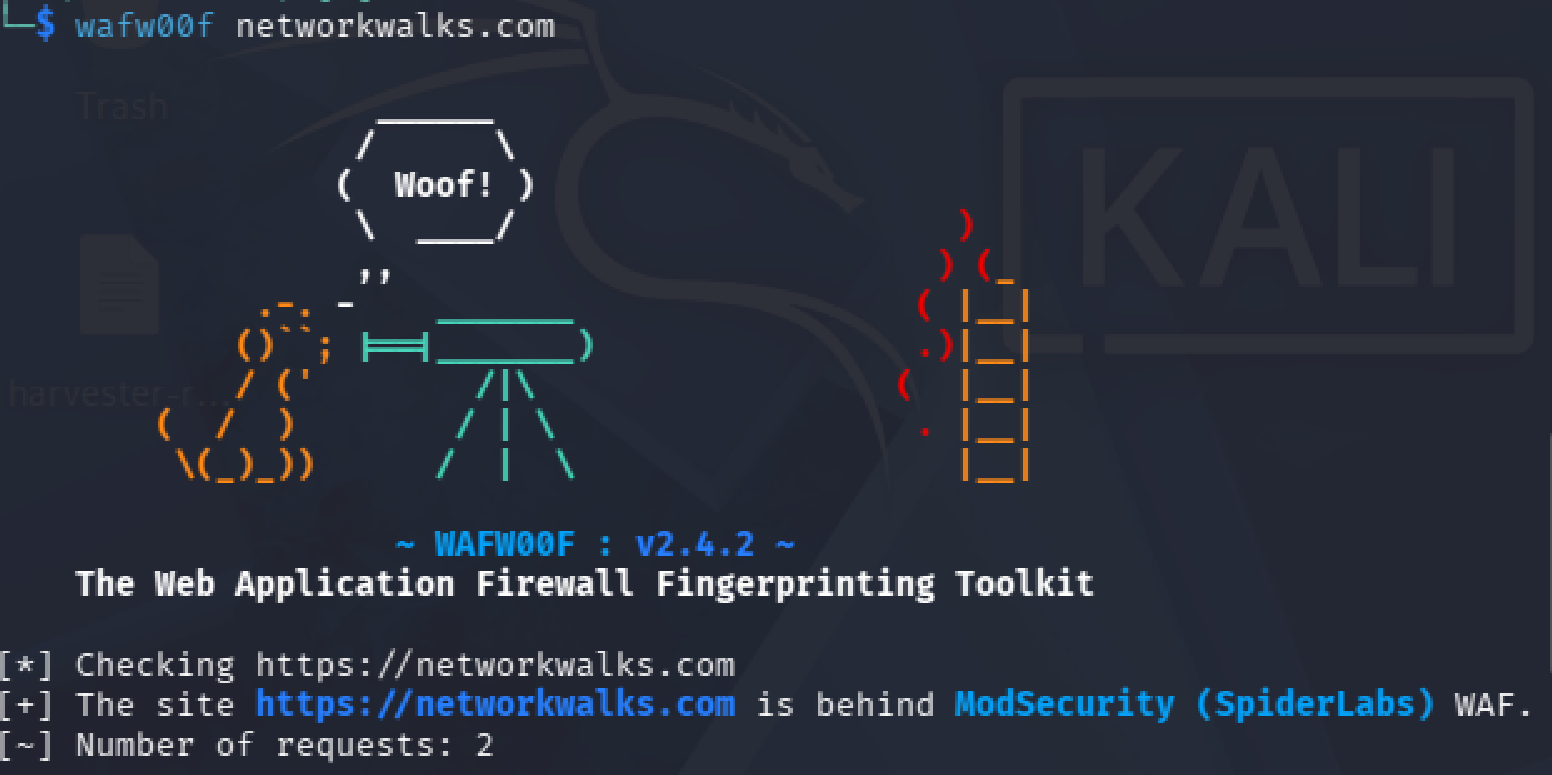 $ wafw00f networkwalks.com
Trash
Woof!
KALI
harvester-r...
~ WAFW00F : v2.4.2 ~
The Web Application Firewall Fingerprinting Toolkit
[*] Checking https://networkwalks.com
[+] The site https://networkwalks.com is behind ModSecurity (SpiderLabs) WAF.
[~] Number of requests: 2